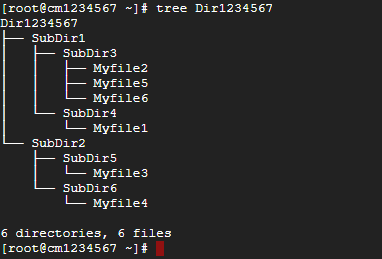 [root@cm1234567 /]# tree Dir1234567
Dir1234567
├── SubDir1
│   ├── SubDir3
│   │   ├── Myfile2
│   │   ├── Myfile5
│   │   └── Myfile6
│   └── SubDir4
│       └── Myfile1
└── SubDir2
    ├── SubDir5
    │   └── Myfile3
    └── SubDir6
        └── Myfile4

6 directories, 6 files
[root@cm1234567 /]#